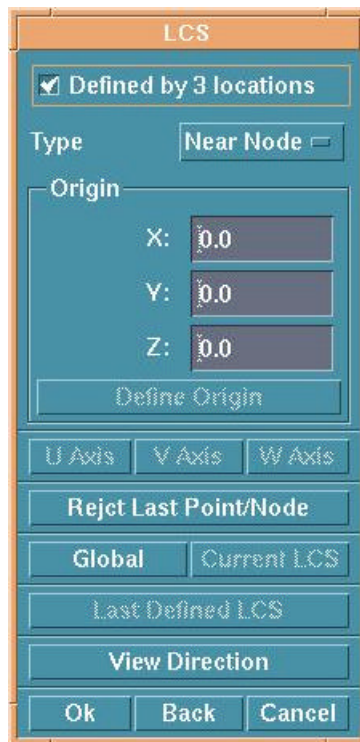 LCS
Defined by 3 locations
Type Near Node
Origin
X: 0.0
Y: 0.0
Z: 0.0
Define Origin
U Axis V Axis W Axis
Rejct Last Point/Node
Global Current LCS
Last Defined LCS
View Direction
Ok Back Cancel